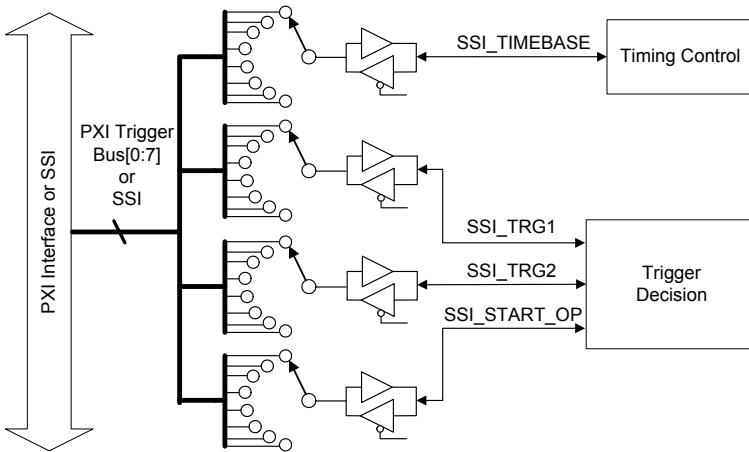 PXI Interface or SSI
PXI Trigger
Bus[0:7]
or
SSI
SSI_TIMEBASE
Timing Control
SSI_TRG1
SSI_TRG2
SSI_START_OP
Trigger
Decision